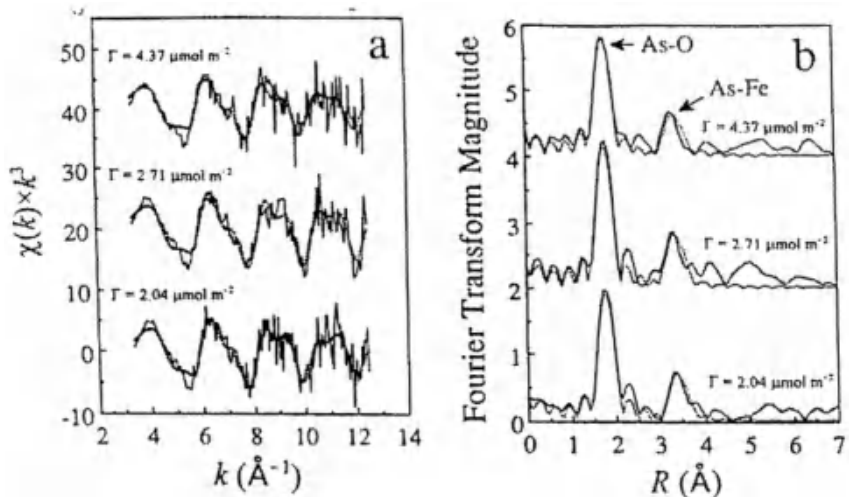 a
Γ = 4.37 μmol m⁻²
Γ = 2.71 μmol m⁻²
Γ = 2.04 μmol m⁻²
50
40
30
20
10
0
-10
χ(k)×k³
2 4 6 8 10 12 14
k (Å⁻¹)
b
As-O
As-Fe
Γ = 4.37 μmol m⁻²
Γ = 2.71 μmol m⁻²
Γ = 2.04 μmol m⁻²
6
5
4
3
2
1
0
Fourier Transform Magnitude
0 1 2 3 4 5 6 7
R (Å)